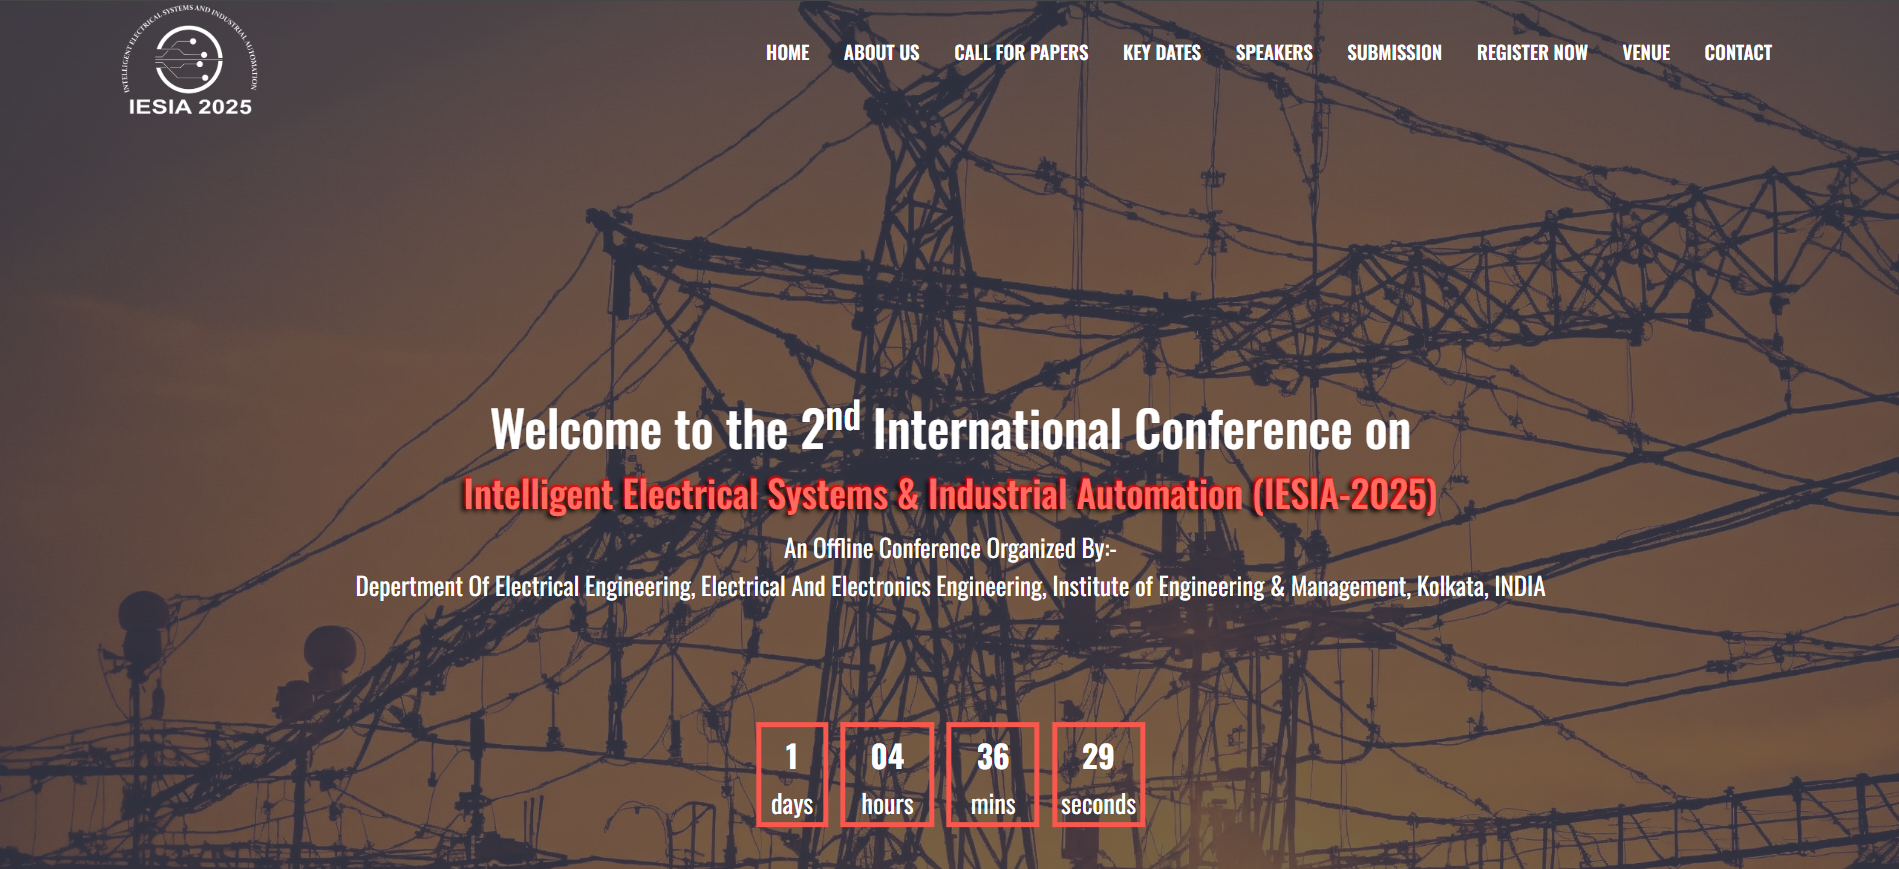 INTELLIGENT ELECTRICAL SYSTEMS AND INDUSTRIAL AUTOMATION
IESIA 2025
HOME ABOUT US CALL FOR PAPERS KEY DATES SPEAKERS SUBMISSION REGISTER NOW VENUE CONTACT
Welcome to the 2nd International Conference on
Intelligent Electrical Systems & Industrial Automation (IESIA-2025)
An Offline Conference Organized By:-
Depertment Of Electrical Engineering, Electrical And Electronics Engineering, Institute of Engineering & Management, Kolkata, INDIA
1 04 36 29
days hours mins seconds